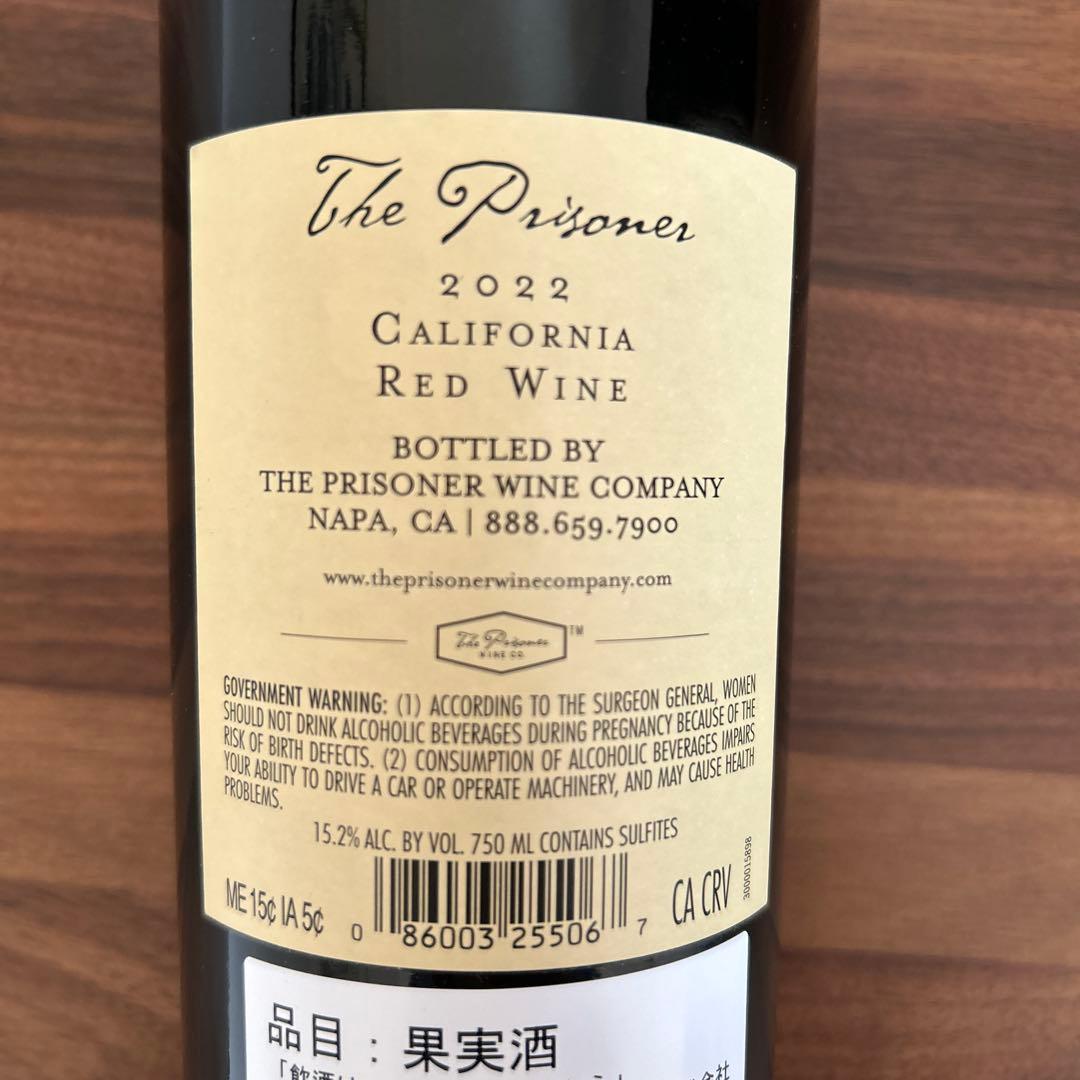 The Prisoner
2022
CALIFORNIA
RED WINE
BOTTLED BY
THE PRISONER WINE COMPANY
NAPA, CA | 888.659.7900
www.theprisonerwinecompany.com
The Prisoner TM
WINE CO.
GOVERNMENT WARNING: (1) ACCORDING TO THE SURGEON GENERAL, WOMEN
SHOULD NOT DRINK ALCOHOLIC BEVERAGES DURING PREGNANCY BECAUSE OF THE
RISK OF BIRTH DEFECTS. (2) CONSUMPTION OF ALCOHOLIC BEVERAGES IMPAIRS
YOUR ABILITY TO DRIVE A CAR OR OPERATE MACHINERY, AND MAY CAUSE HEALTH
PROBLEMS.
15.2% ALC. BY VOL. 750 ML CONTAINS SULFITES
ME 15¢ IA 5¢
0 86003 25506 7
CA CRV
3000015898
品目：果実酒